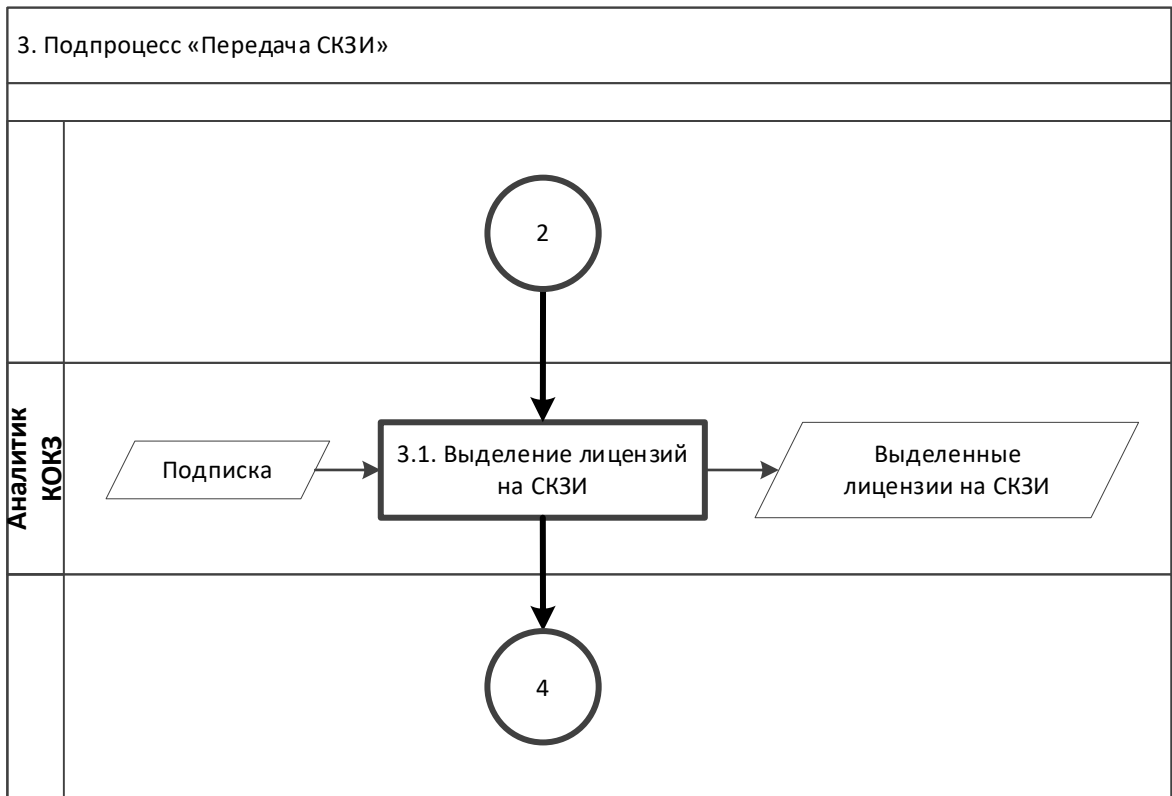 3. Подпроцесс «Передача СКЗИ»
2
Аналитик
КОКЗ
Подписка
3.1. Выделение лицензий
на СКЗИ
Выделенные
лицензии на СКЗИ
4